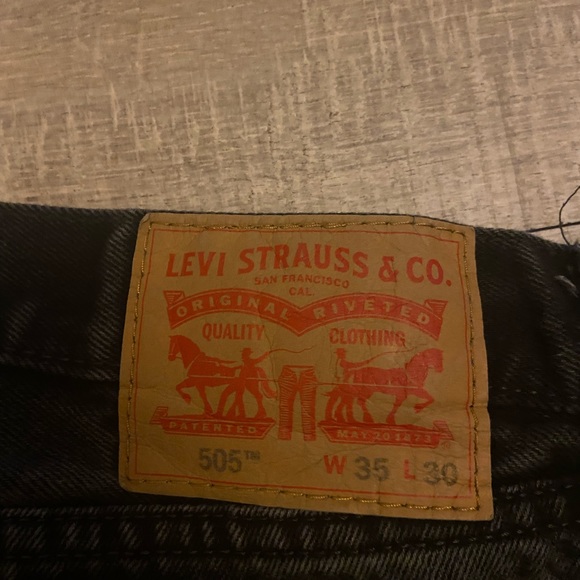 LEVI STRAUSS & CO.
SAN FRANCISCO
CAL.
ORIGINAL RIVETED
QUALITY CLOTHING
PATENTED MAY 20 1873
505™ W 35 L 30